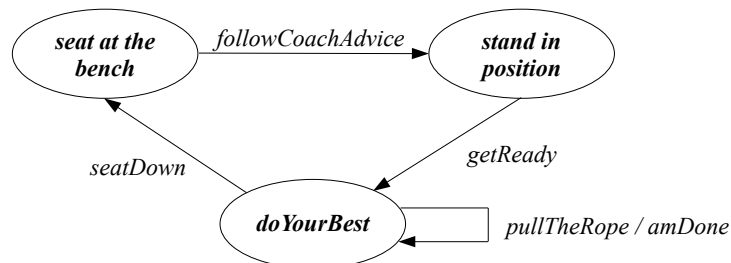 seat at the
bench
followCoachAdvice
stand in
position
seatDown
getReady
doYourBest
pullTheRope / amDone